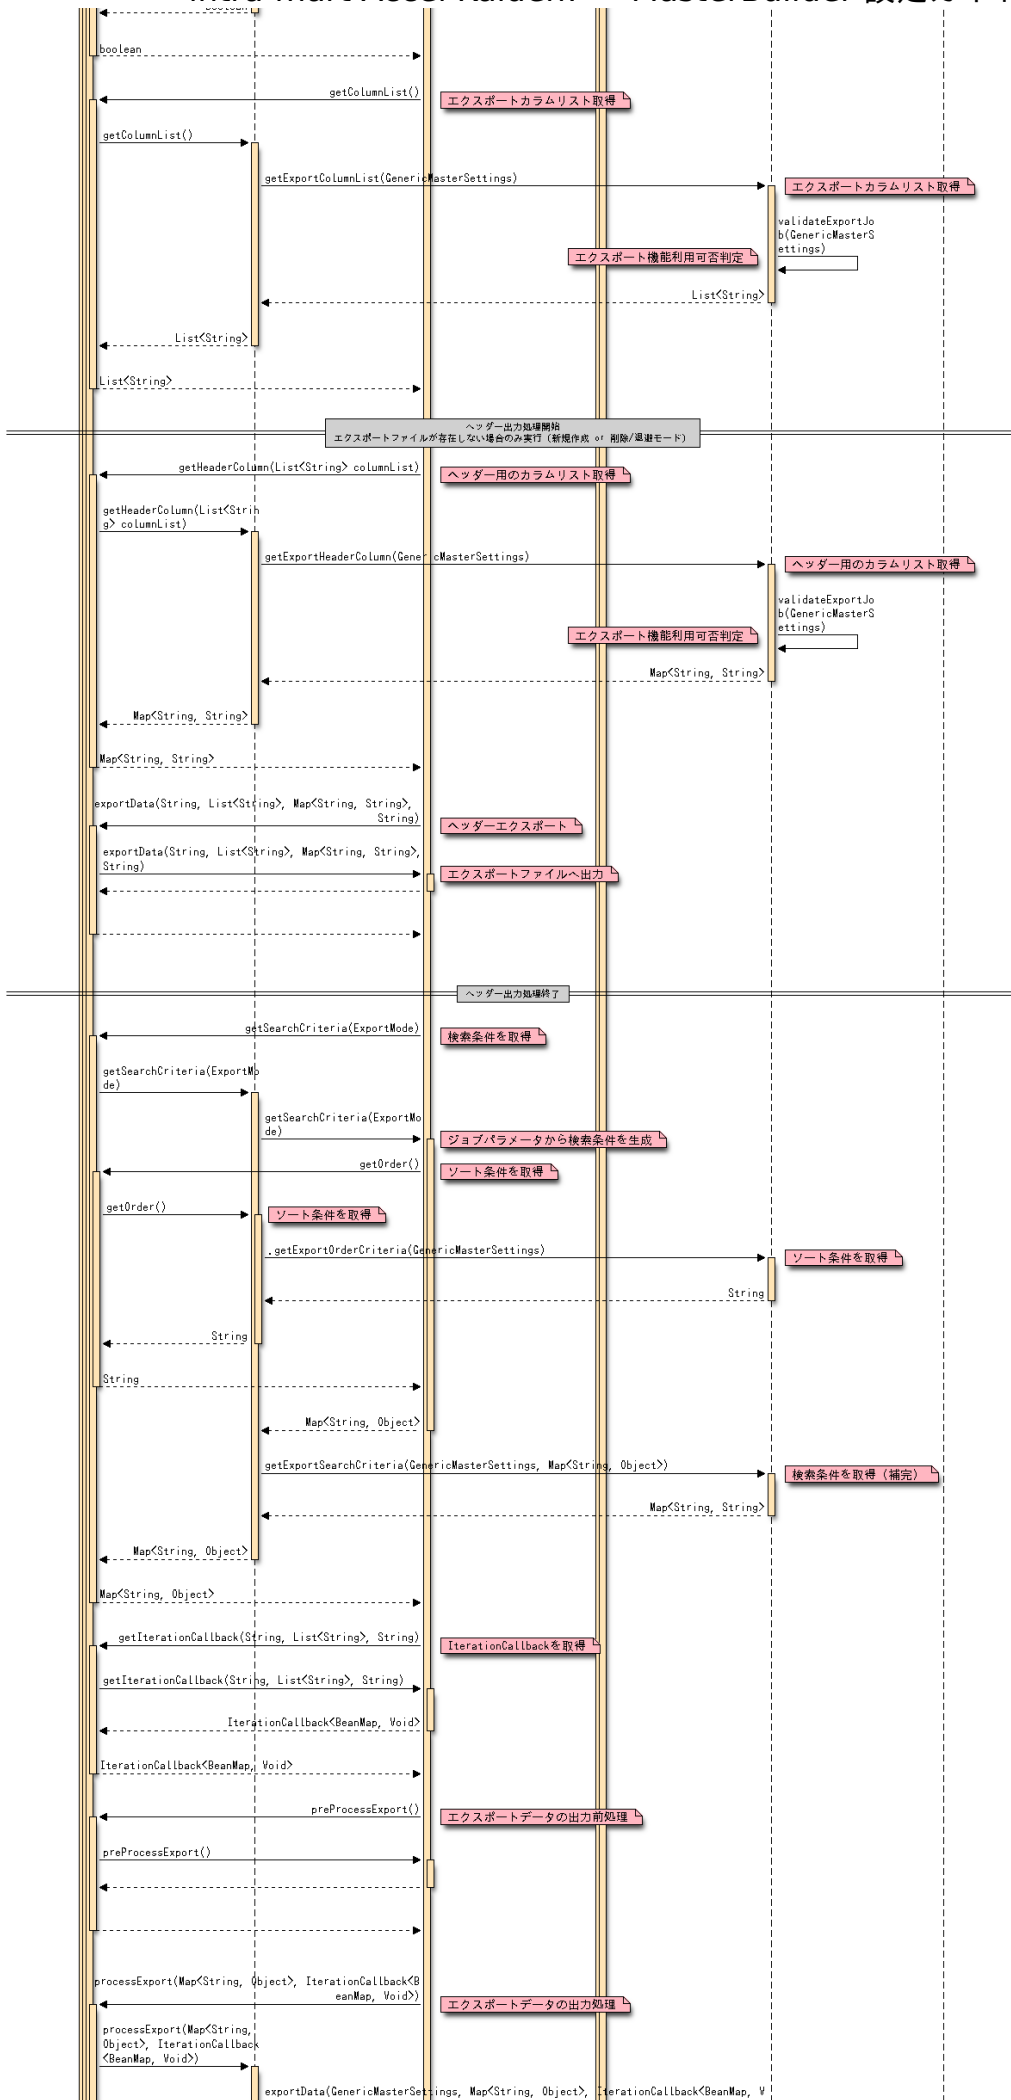 boolean
getColumnList()
エクスポートカラムリスト取得
getColumnList()
getExportColumnList(GenericMasterSettings)
エクスポートカラムリスト取得
validateExportJo
b(GenericMasterS
ettings)
エクスポート機能利用可否判定
List<String>
List<String>
List<String>
ヘッダー出力処理開始
エクスポートファイルが存在しない場合のみ実行（新規作成 or 削除/退避モード）
getHeaderColumn(List<String> columnList)
ヘッダー用のカラムリスト取得
getHeaderColumn(List<Strin
g> columnList)
getExportHeaderColumn(GenericMasterSettings)
ヘッダー用のカラムリスト取得
validateExportJo
b(GenericMasterS
ettings)
エクスポート機能利用可否判定
Map<String, String>
Map<String, String>
Map<String, String>
exportData(String, List<String>, Map<String, String>,
String)
ヘッダーエクスポート
exportData(String, List<String>, Map<String, String>,
String)
エクスポートファイルへ出力
ヘッダー出力処理終了
getSearchCriteria(ExportMode)
検索条件を取得
getSearchCriteria(ExportMo
de)
getSearchCriteria(ExportMo
de)
ジョブパラメータから検索条件を生成
getOrder()
ソート条件を取得
getOrder()
ソート条件を取得
.getExportOrderCriteria(GenericMasterSettings)
ソート条件を取得
String
String
String
Map<String, Object>
getExportSearchCriteria(GenericMasterSettings, Map<String, Object>)
検索条件を取得（補完）
Map<String, String>
Map<String, Object>
Map<String, Object>
getIterationCallback(String, List<String>, String)
IterationCallbackを取得
getIterationCallback(String, List<String>, String)
IterationCallback<BeanMap, Void>
IterationCallback<BeanMap, Void>
preProcessExport()
エクスポートデータの出力前処理
preProcessExport()
processExport(Map<String, Object>, IterationCallback<B
eanMap, Void>)
エクスポートデータの出力処理
processExport(Map<String,
Object>, IterationCallback
<BeanMap, Void>)
exportData(GenericMasterSettings, Map<String, Object>, IterationCallback<BeanMap, V